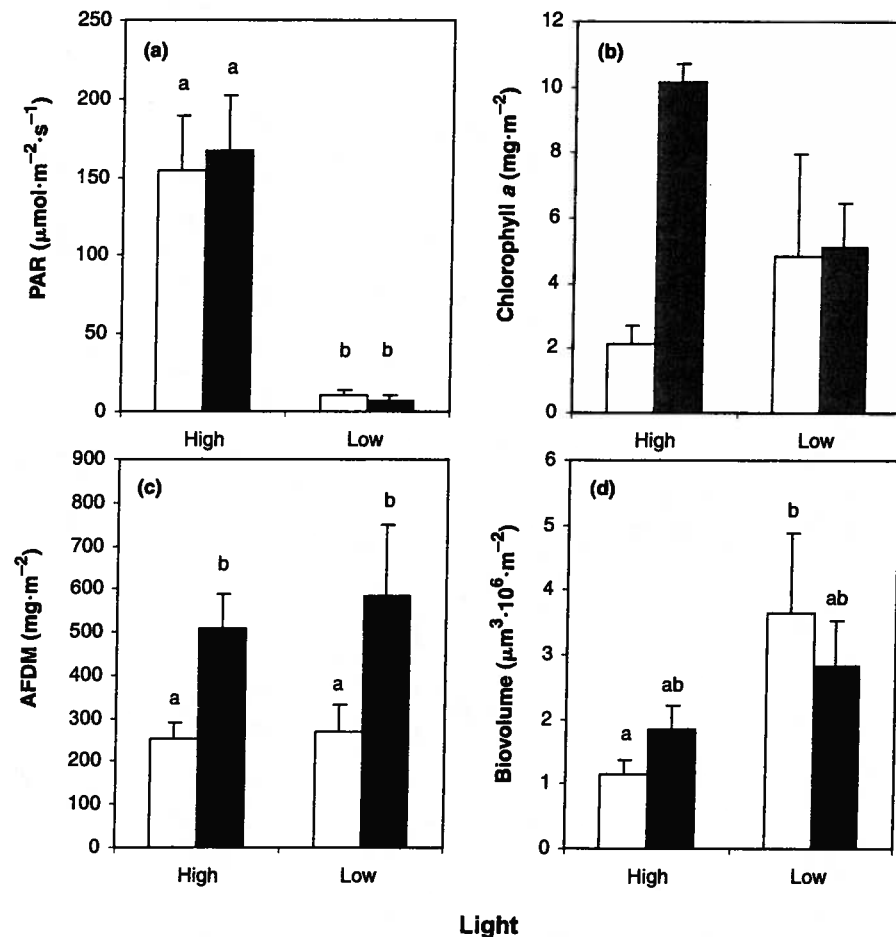 (a)
PAR (μmol·m⁻²·s⁻¹)
250
200
150
100
50
0
a
a
b
b
High
Low
(b)
Chlorophyll a (mg·m⁻²)
12
10
8
6
4
2
0
High
Low
(c)
AFDM (mg·m⁻²)
900
800
700
600
500
400
300
200
100
0
a
b
a
b
High
Low
(d)
Biovolume (μm³·10⁶·m⁻²)
6
5
4
3
2
1
0
a
ab
b
ab
High
Low
Light